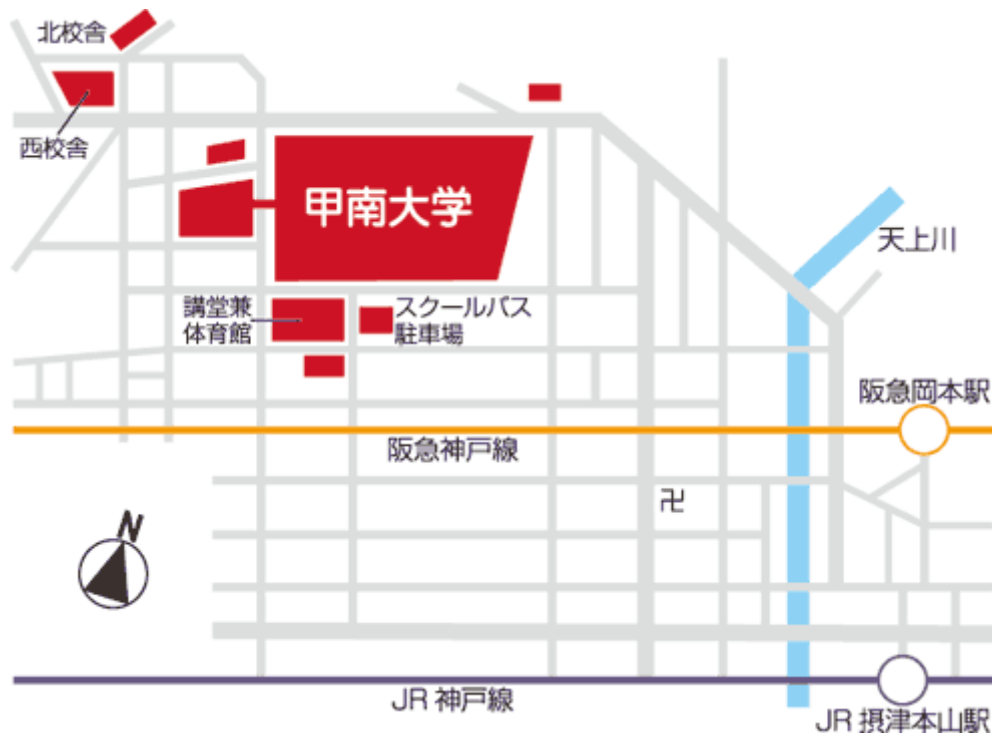 北校舎
西校舎
甲南大学
天上川
講堂兼
体育館
スクールバス
駐車場
阪急岡本駅
阪急神戸線
卍
N
JR 神戸線
JR 摂津本山駅